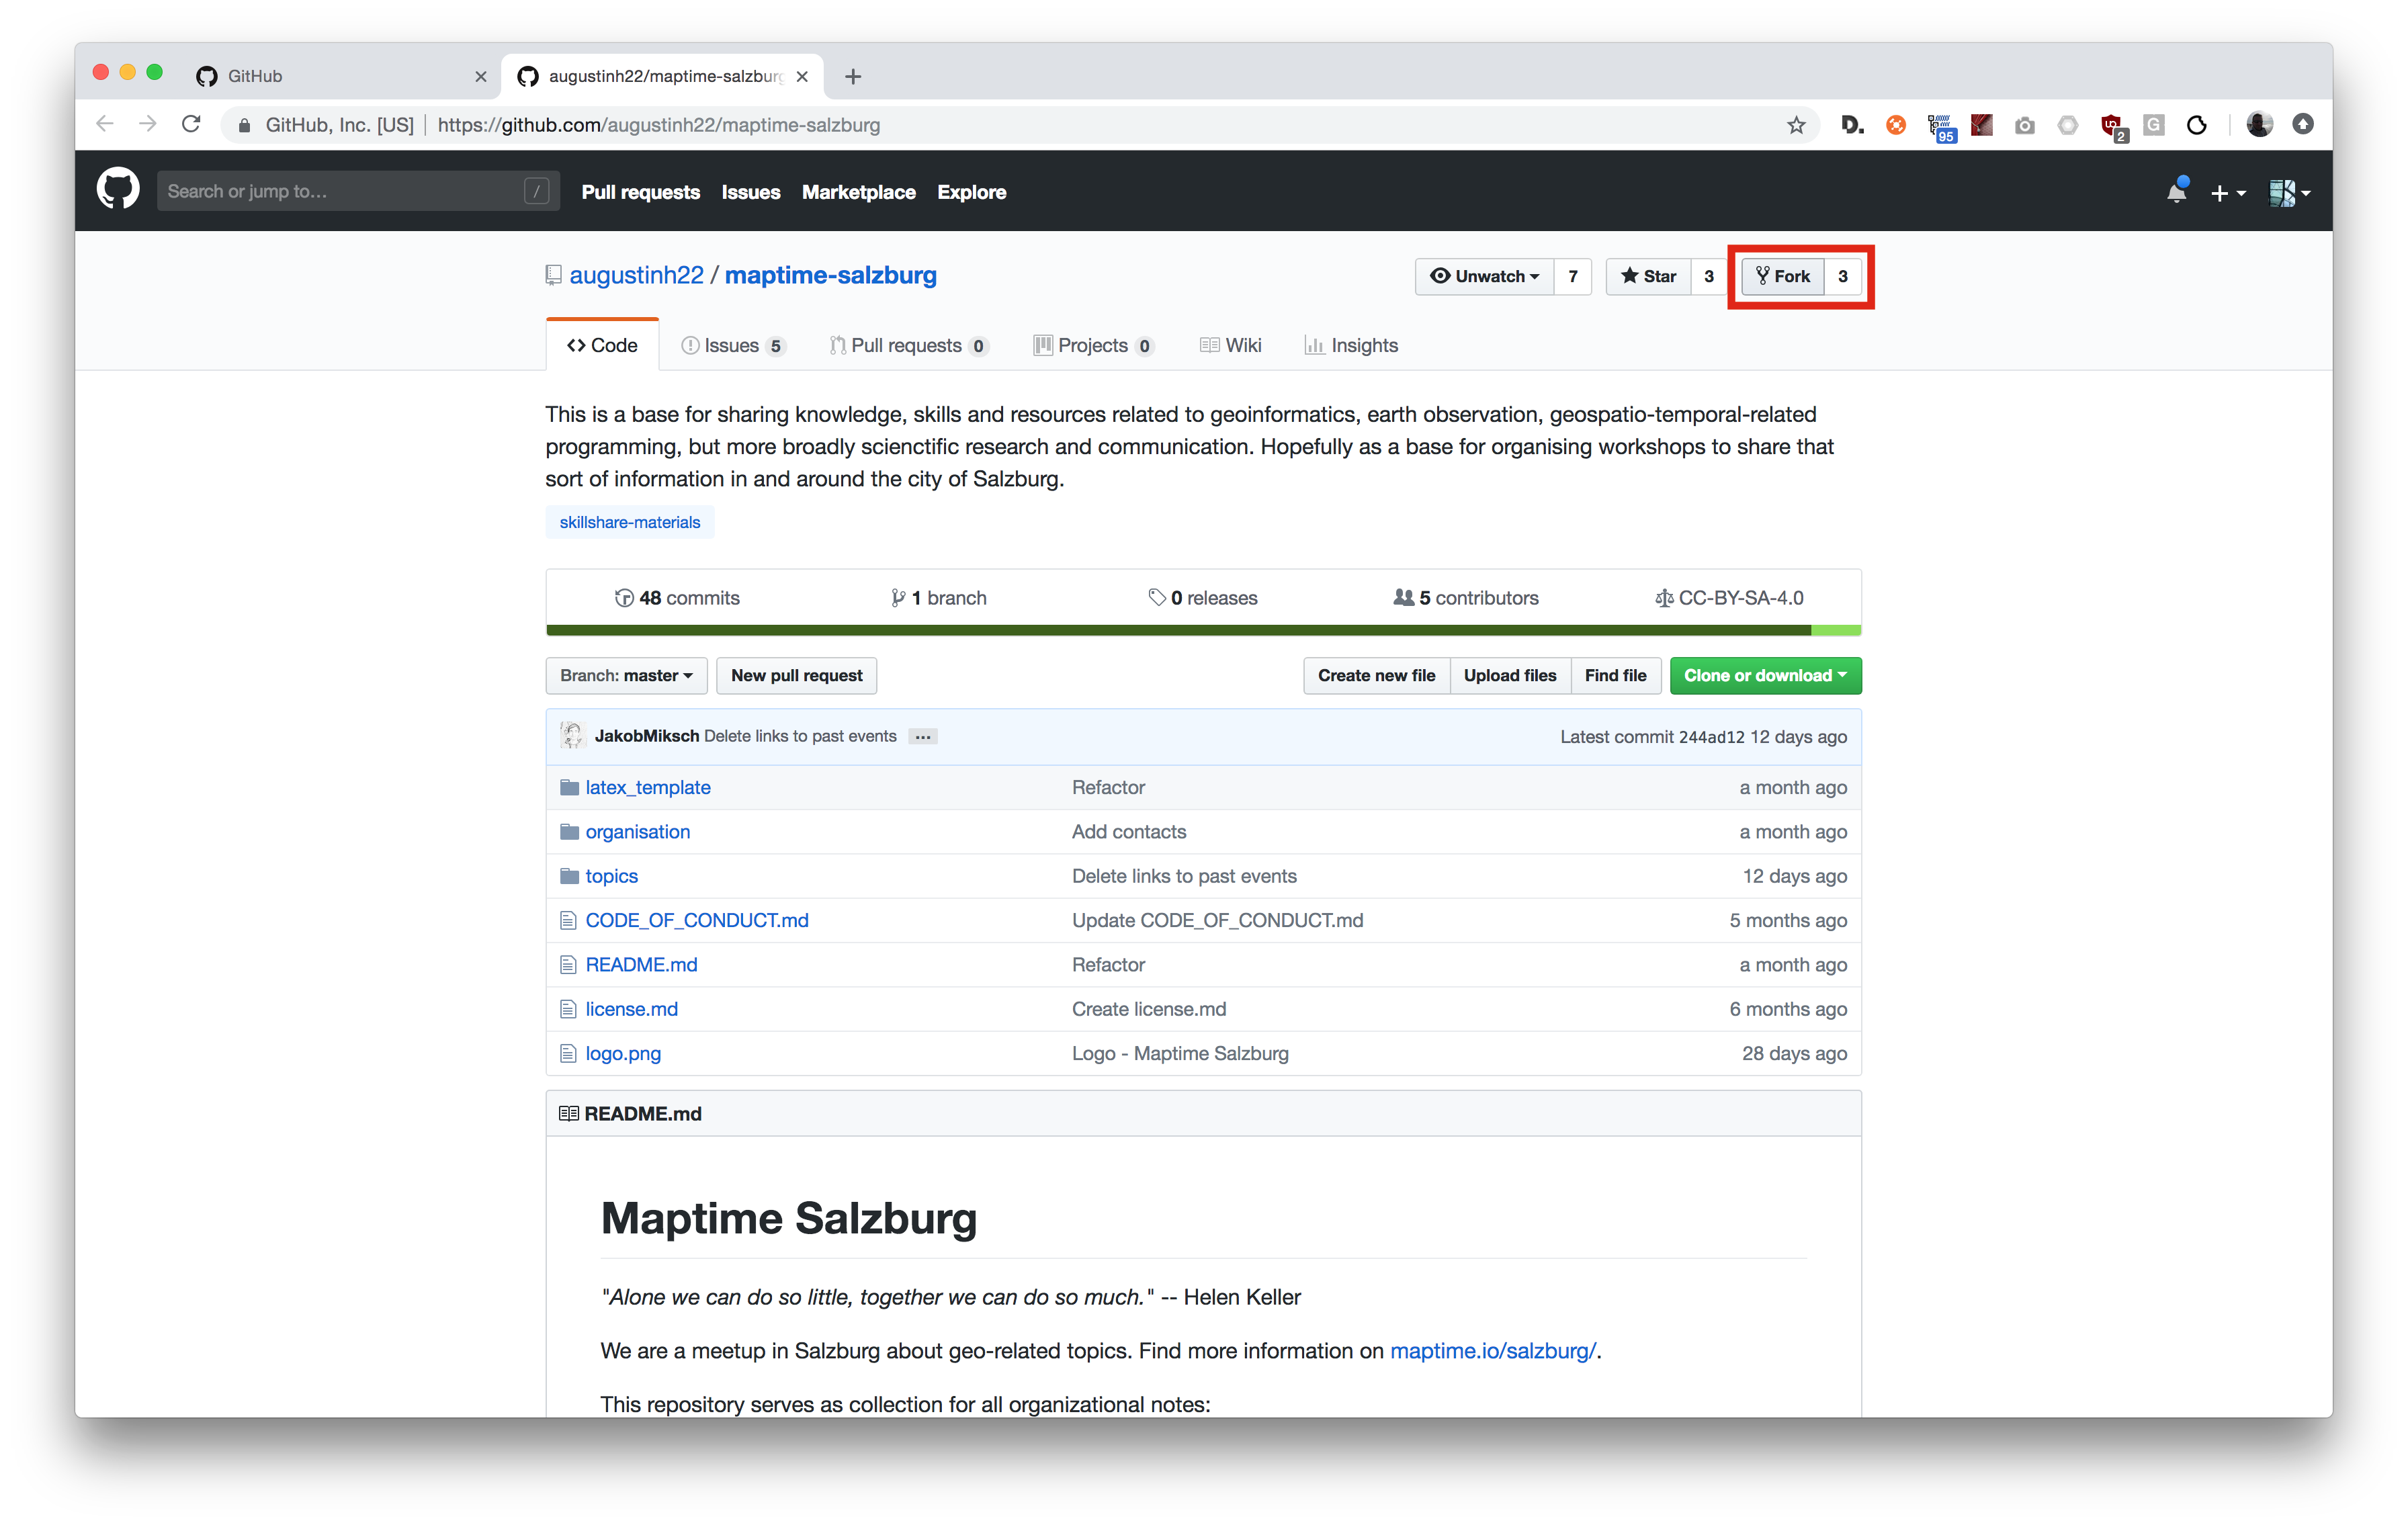 GitHub
augustinh22/maptime-salzburg
GitHub, Inc. [US] | https://github.com/augustinh22/maptime-salzburg
D. 95 2 G
Search or jump to… / Pull requests Issues Marketplace Explore
augustinh22 / maptime-salzburg Unwatch 7 Star 3 Fork 3
Code Issues 5 Pull requests 0 Projects 0 Wiki Insights
This is a base for sharing knowledge, skills and resources related to geoinformatics, earth observation, geospatio-temporal-related
programming, but more broadly scienctific research and communication. Hopefully as a base for organising workshops to share that
sort of information in and around the city of Salzburg.
skillshare-materials
48 commits 1 branch 0 releases 5 contributors CC-BY-SA-4.0
Branch: master New pull request Create new file Upload files Find file Clone or download
JakobMiksch Delete links to past events … Latest commit 244ad12 12 days ago
latex_template Refactor a month ago
organisation Add contacts a month ago
topics Delete links to past events 12 days ago
CODE_OF_CONDUCT.md Update CODE_OF_CONDUCT.md 5 months ago
README.md Refactor a month ago
license.md Create license.md 6 months ago
logo.png Logo - Maptime Salzburg 28 days ago
README.md
Maptime Salzburg
"Alone we can do so little, together we can do so much." -- Helen Keller
We are a meetup in Salzburg about geo-related topics. Find more information on maptime.io/salzburg/.
This repository serves as collection for all organizational notes: